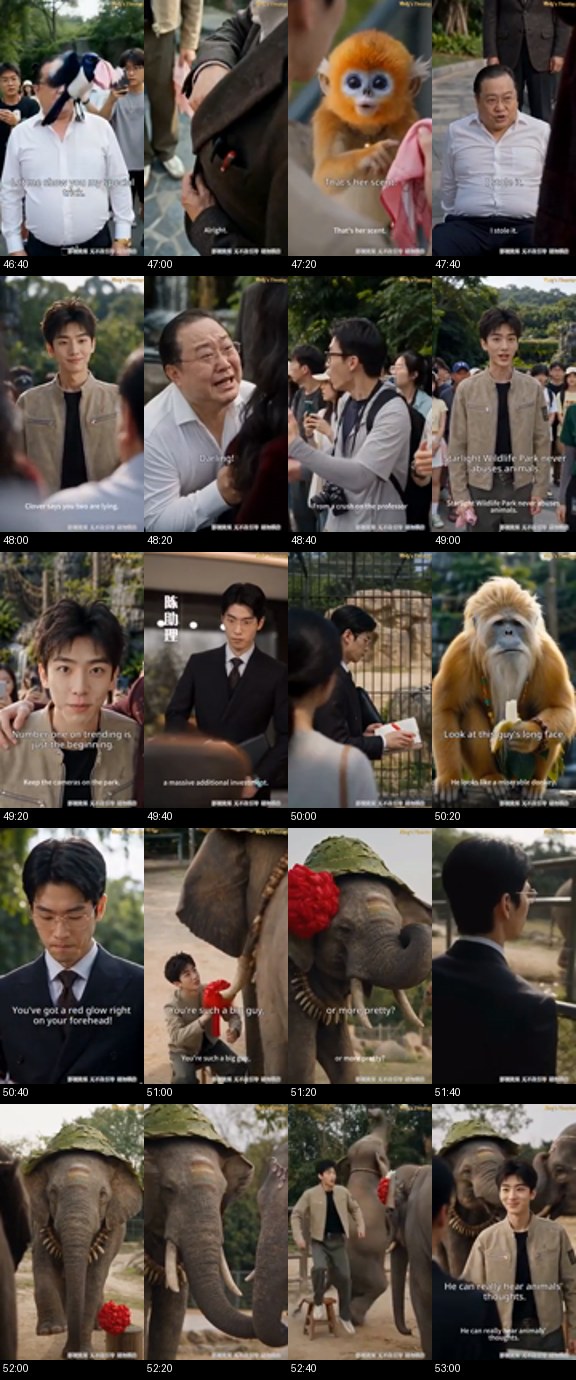 trick.
46:40
Alright.
47:00
That's her scent.
That's her scent.
47:20
I stole it.
I stole it.
47:40
Clover says you two are lying.
48:00
Darling!
48:20
From a crush on the professor
48:40
Starlight Wildlife Park never
abuses animals.
Starlight Wildlife Park never abuses
animals.
49:00
Number one on trending is
just the beginning.
Keep the cameras on the park.
49:20
陈助理
a massive additional investment.
49:40
50:00
Look at this guy's long face.
He looks like a miserable donkey.
50:20
You've got a red glow right
on your forehead!
50:40
You're such a big guy,
You're such a big guy,
51:00
or more pretty?
or more pretty?
51:20
51:40
52:00
52:20
52:40
He can really hear animals'
thoughts.
He can really hear animals'
thoughts.
53:00